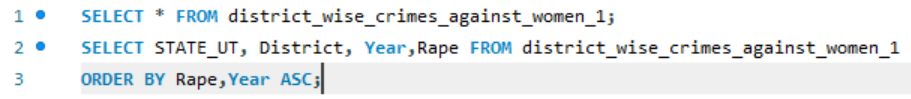 1 SELECT * FROM district_wise_crimes_against_women_1;
2 SELECT STATE_UT, District, Year,Rape FROM district_wise_crimes_against_women_1
3 ORDER BY Rape,Year ASC;